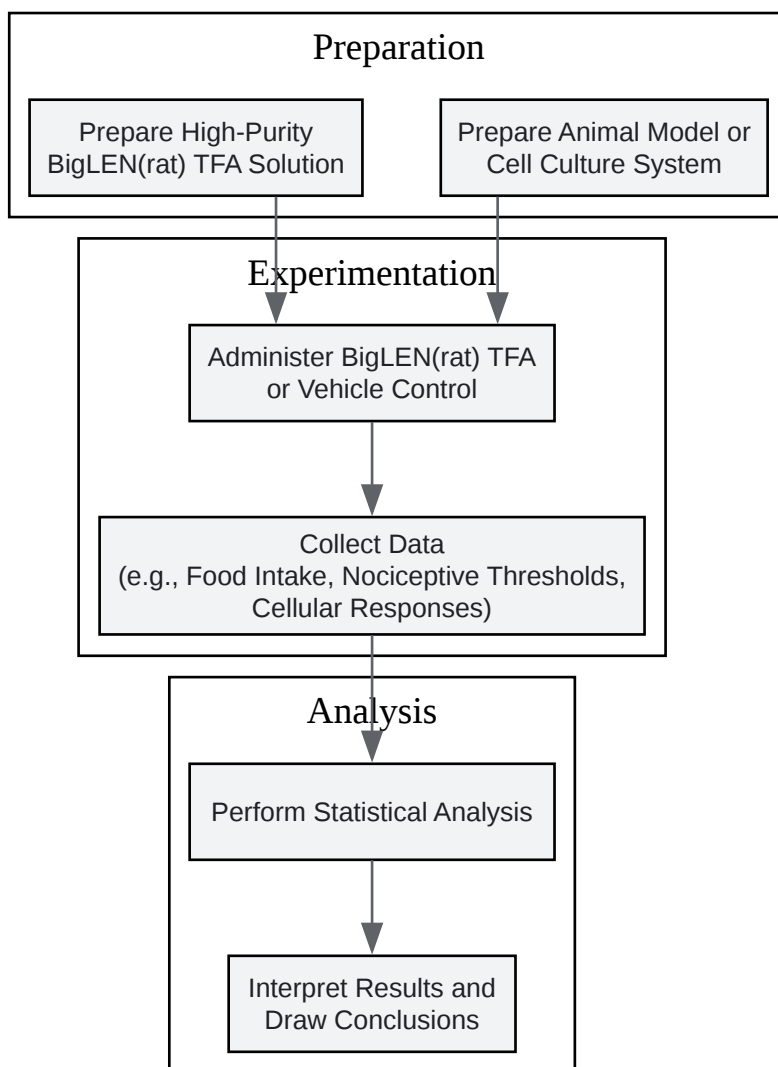 Preparation
Prepare High-Purity
BigLEN(rat) TFA Solution
Prepare Animal Model or
Cell Culture System
Experimentation
Administer BigLEN(rat) TFA
or Vehicle Control
Collect Data
(e.g., Food Intake, Nociceptive Thresholds,
Cellular Responses)
Analysis
Perform Statistical Analysis
Interpret Results and
Draw Conclusions